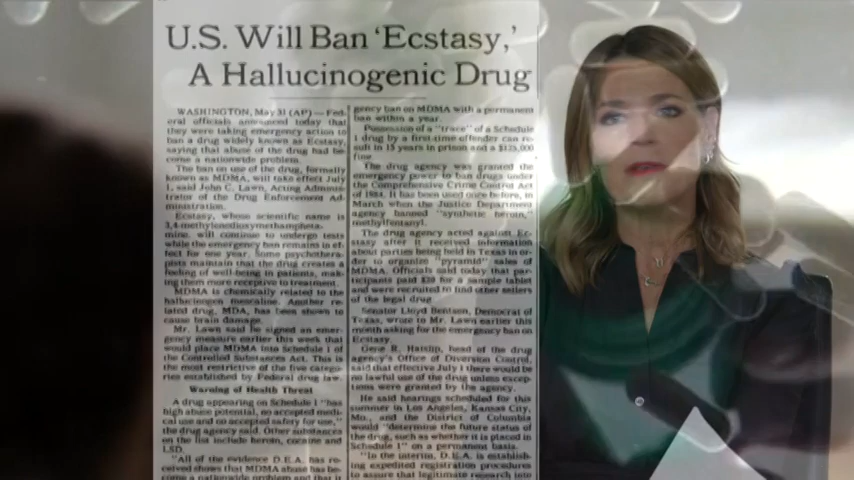 U.S. Will Ban ‘Ecstasy,’
A Hallucinogenic Drug
WASHINGTON, May 31 (AP) — Fed-
eral officials announced today that
they were taking emergency action to
ban a drug widely known as Ecstasy,
saying that abuse of the drug had be-
come a nationwide problem.
The ban on use of the drug, formally
known as MDMA, will take effect July
1, said John C. Lawn, Acting Adminis-
trator of the Drug Enforcement Ad-
ministration.
Ecstasy, whose scientific name is
3,4-methylenedioxymethampheta-
mine, will continue to undergo tests
while the emergency ban remains in ef-
fect for one year. Some psychothera-
pists maintain that the drug creates a
feeling of well-being in patients, mak-
ing them more receptive to treatment.
MDMA is chemically related to the
hallucinogen mescaline. Another re-
lated drug, MDA, has been shown to
cause brain damage.
Mr. Lawn said he signed an emer-
gency measure earlier this week that
would place MDMA into Schedule I of
the Controlled Substances Act. This is
the most restrictive of the five catego-
ries established by Federal drug law.
Warning of Health Threat
A drug appearing on Schedule 1 "has
high abuse potential, no accepted medi-
cal use and no accepted safety for use,"
the drug agency said. Other substances
on the list include heroin, cocaine and
LSD.
"All of the evidence D.E.A. has re-
ceived shows that MDMA abuse has be-
come a nationwide problem and that it
gency ban on MDMA with a permanent
ban within a year.
Possession of a "trace" of a Schedule
1 drug by a first-time offender can re-
sult in 15 years in prison and a $125,000
fine.
The drug agency was granted the
emergency power to ban drugs under
the Comprehensive Crime Control Act
of 1984. It has been used once before, in
March when the Justice Department
agency banned "synthetic heroin,"
methylfentanyl.
The drug agency acted against Ec-
stasy after it received information
about parties being held in Texas in or-
der to organize "pyramid" sales of
MDMA. Officials said today that par-
ticipants paid $20 for a sample tablet
and were recruited to find other sellers
of the legal drug.
Senator Lloyd Bentsen, Democrat of
Texas, wrote to Mr. Lawn earlier this
month asking for the emergency ban on
Ecstasy.
Gene R. Haislip, head of the drug
agency's Office of Diversion Control,
said that effective July 1 there would be
no lawful use of the drug unless excep-
tions were granted by the agency.
He said hearings scheduled for this
summer in Los Angeles, Kansas City,
Mo., and the District of Columbia
would "determine the future status of
the drug, such as whether it is placed in
Schedule 1" on a permanent basis.
"In the interim, D.E.A. is establish-
ing expedited registration procedures
to assure that legitimate research into